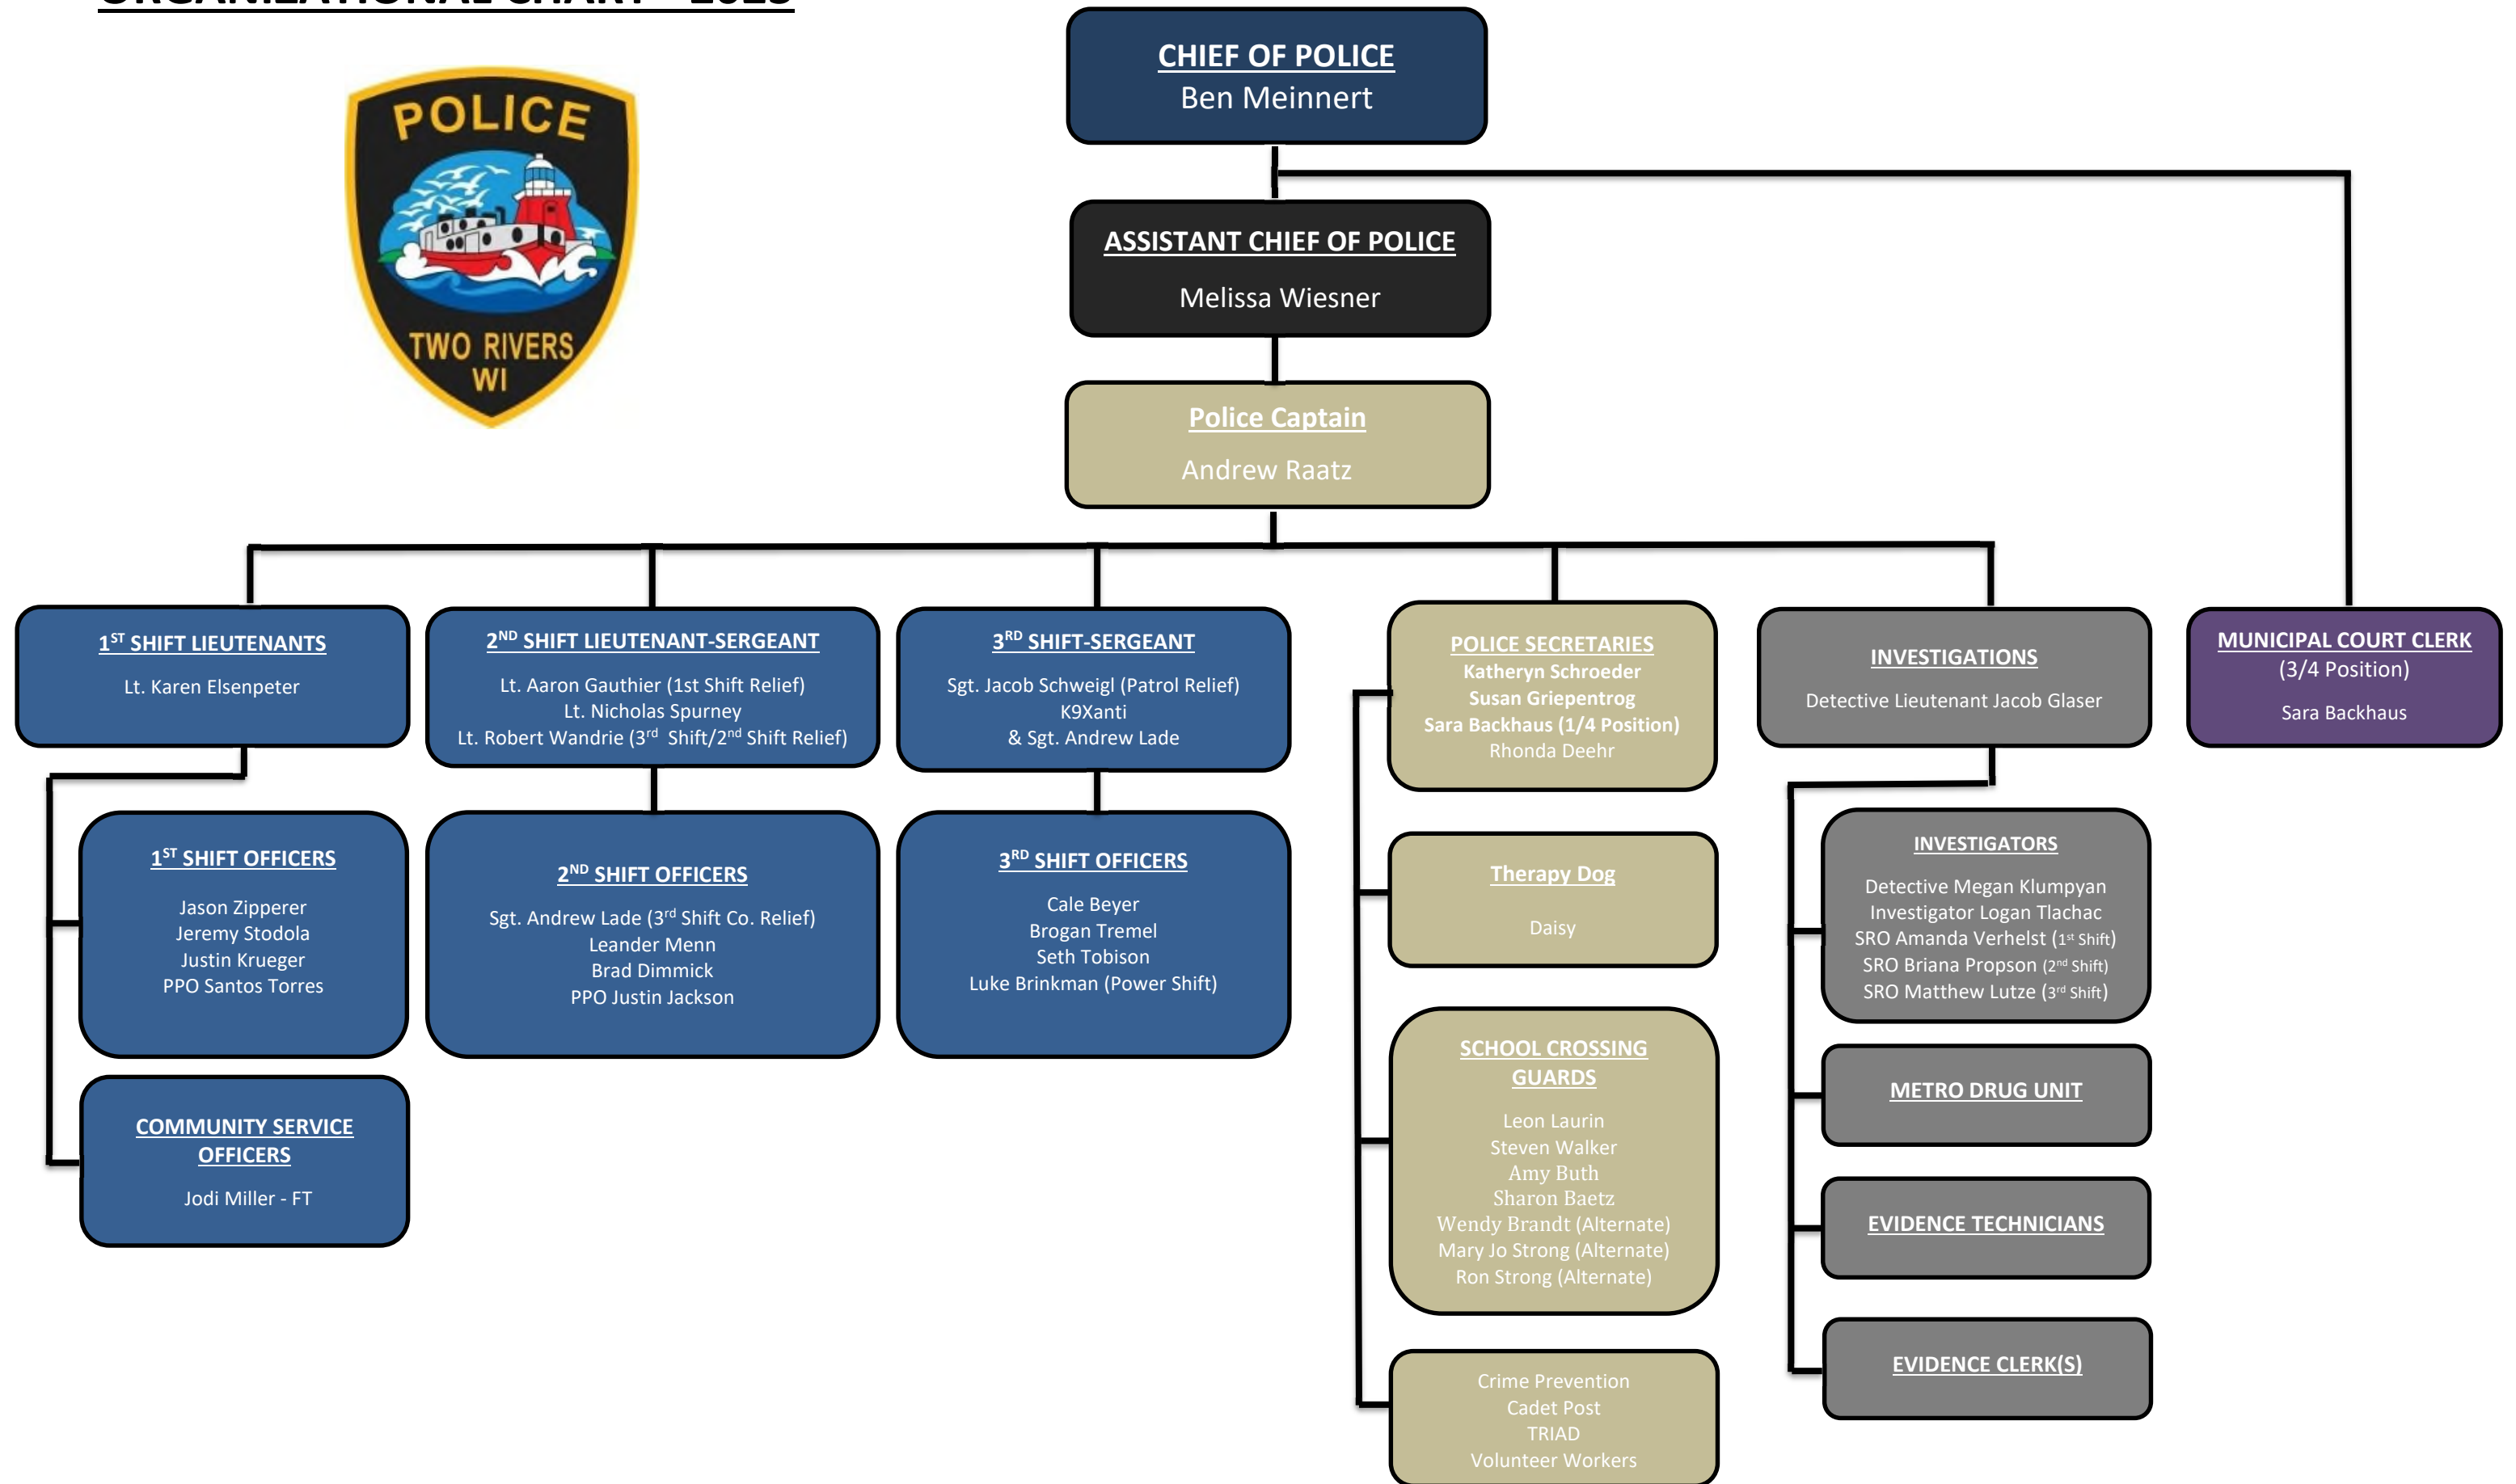 ORGANIZATIONAL CHART - 2025
POLICE
TWO RIVERS
WI
CHIEF OF POLICE
Ben Meinnert
ASSISTANT CHIEF OF POLICE
Melissa Wiesner
Police Captain
Andrew Raatz
1ST SHIFT LIEUTENANTS
Lt. Karen Elsenpeter
2ND SHIFT LIEUTENANT-SERGEANT
Lt. Aaron Gauthier (1st Shift Relief)
Lt. Nicholas Spurney
Lt. Robert Wandrie (3rd Shift/2nd Shift Relief)
3RD SHIFT-SERGEANT
Sgt. Jacob Schweigl (Patrol Relief)
K9Xanti
& Sgt. Andrew Lade
POLICE SECRETARIES
Katheryn Schroeder
Susan Griepentrog
Sara Backhaus (1/4 Position)
Rhonda Deehr
INVESTIGATIONS
Detective Lieutenant Jacob Glaser
MUNICIPAL COURT CLERK
(3/4 Position)
Sara Backhaus
1ST SHIFT OFFICERS
Jason Zipperer
Jeremy Stodola
Justin Krueger
PPO Santos Torres
2ND SHIFT OFFICERS
Sgt. Andrew Lade (3rd Shift Co. Relief)
Leander Menn
Brad Dimmick
PPO Justin Jackson
3RD SHIFT OFFICERS
Cale Beyer
Brogan Tremel
Seth Tobison
Luke Brinkman (Power Shift)
Therapy Dog
Daisy
INVESTIGATORS
Detective Megan Klumpyan
Investigator Logan Tlachac
SRO Amanda Verhelst (1st Shift)
SRO Briana Propson (2nd Shift)
SRO Matthew Lutze (3rd Shift)
COMMUNITY SERVICE
OFFICERS
Jodi Miller - FT
SCHOOL CROSSING
GUARDS
Leon Laurin
Steven Walker
Amy Buth
Sharon Baetz
Wendy Brandt (Alternate)
Mary Jo Strong (Alternate)
Ron Strong (Alternate)
METRO DRUG UNIT
EVIDENCE TECHNICIANS
EVIDENCE CLERK(S)
Crime Prevention
Cadet Post
TRIAD
Volunteer Workers